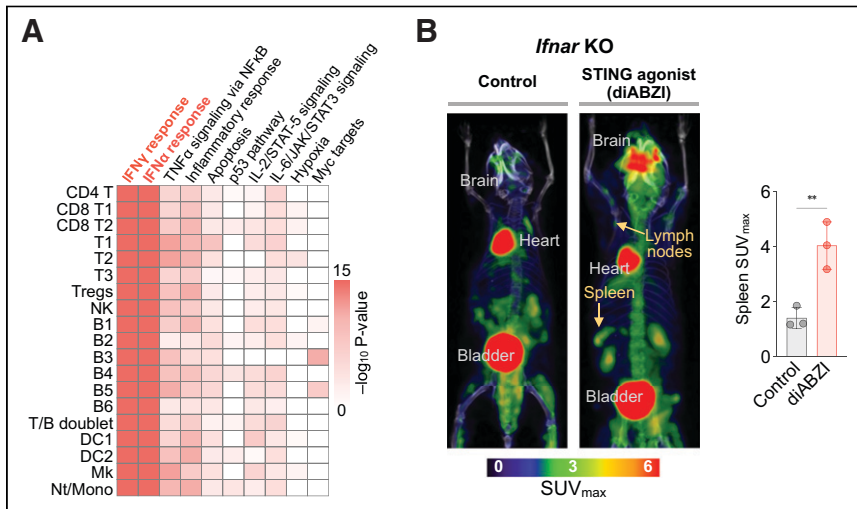 A
IFNγ response
IFNα response
TNFα signaling via NFκB
Inflammatory response
Apoptosis
p53 pathway
IL-2/STAT-5 signaling
IL-6/JAK/STAT3 signaling
Hypoxia
Myc targets
CD4 T
CD8 T1
CD8 T2
T1
T2
T3
Tregs
NK
B1
B2
B3
B4
B5
B6
T/B doublet
DC1
DC2
Mk
Nt/Mono
15
0
–log₁₀ P-value
B
Ifnar KO
Control
STING agonist
(diABZI)
Brain
Heart
Bladder
Brain
Lymph
nodes
Heart
Spleen
Bladder
0 3 6
SUVmax
Spleen SUVmax
6
4
2
0
**
Control
diABZI